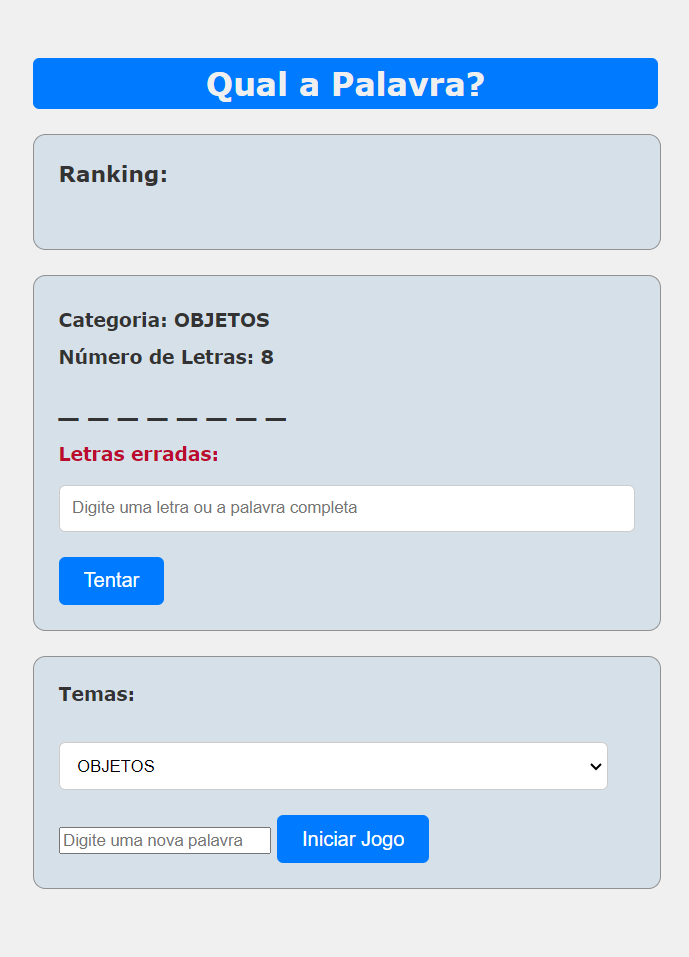 Qual a Palavra?
Ranking:
Categoria: OBJETOS
Número de Letras: 8
_ _ _ _ _ _ _ _
Letras erradas:
Digite uma letra ou a palavra completa
Tentar
Temas:
OBJETOS
Digite uma nova palavra Iniciar Jogo